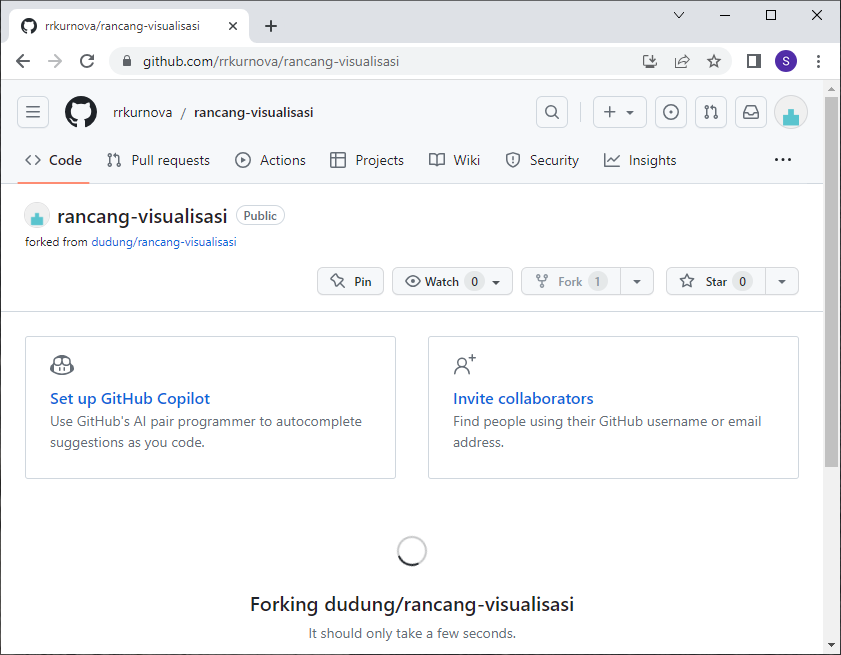 rrkurnova/rancang-visualisasi
github.com/rrkurnova/rancang-visualisasi
S
rrkurnova / rancang-visualisasi
Code Pull requests Actions Projects Wiki Security Insights
rancang-visualisasi Public
forked from dudung/rancang-visualisasi
Pin Watch 0 Fork 1 Star 0
Set up GitHub Copilot
Use GitHub's AI pair programmer to autocomplete
suggestions as you code.
Invite collaborators
Find people using their GitHub username or email
address.
Forking dudung/rancang-visualisasi
It should only take a few seconds.